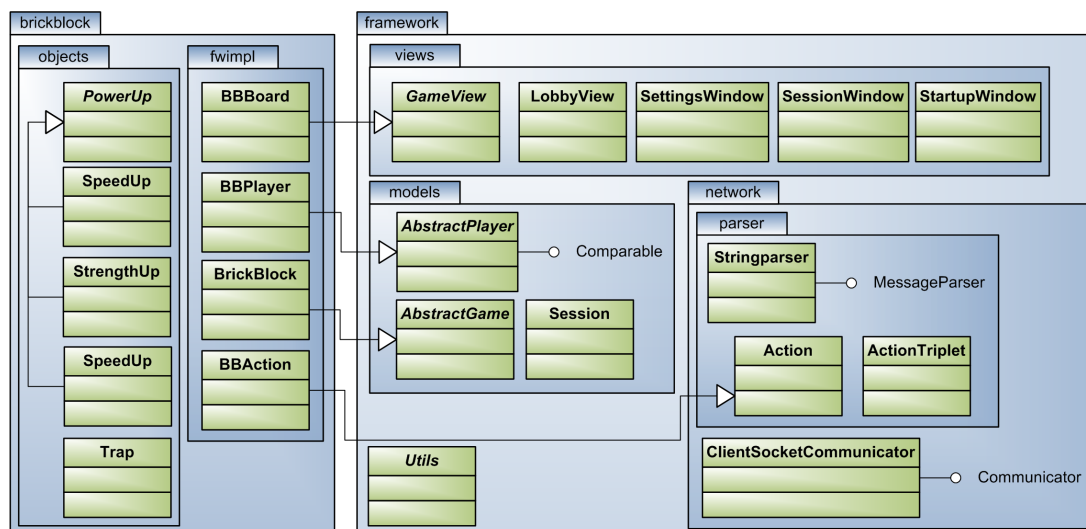 brickblock
objects
PowerUp
SpeedUp
StrengthUp
SpeedUp
Trap
fwimpl
BBBoard
BBPlayer
BrickBlock
BBAction
framework
views
GameView
LobbyView
SettingsWindow
SessionWindow
StartupWindow
models
AbstractPlayer
Comparable
AbstractGame
Session
Utils
network
parser
Stringparser
MessageParser
Action
ActionTriplet
ClientSocketCommunicator
Communicator